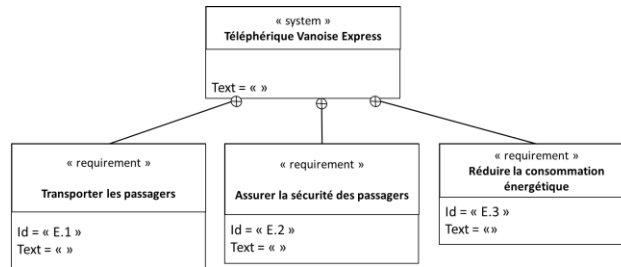 « system »
Téléphérique Vanoise Express
Text = « »
« requirement »
Transporter les passagers
Id = « E.1 »
Text = « »
« requirement »
Assurer la sécurité des passagers
Id = « E.2 »
Text = « »
« requirement »
Réduire la consommation
énergétique
Id = « E.3 »
Text = «»